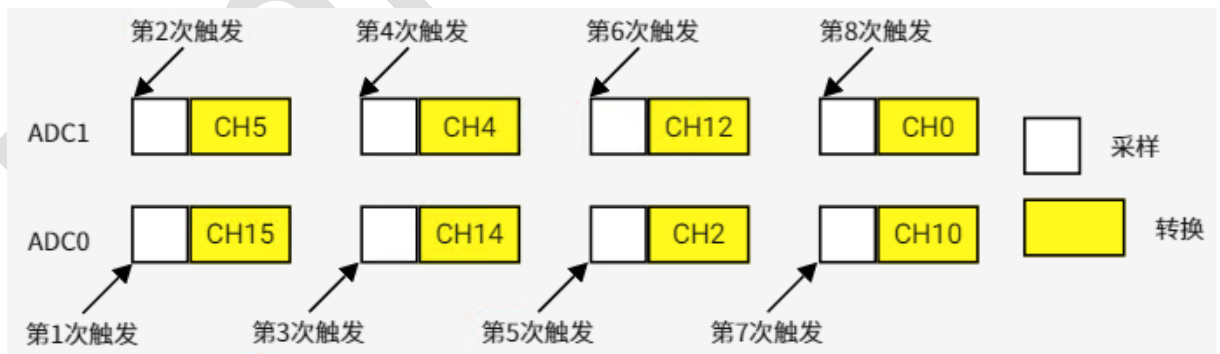 第2次触发 第4次触发 第6次触发 第8次触发
ADC1 CH5 CH4 CH12 CH0 采样
ADC0 CH15 CH14 CH2 CH10 转换
第1次触发 第3次触发 第5次触发 第7次触发